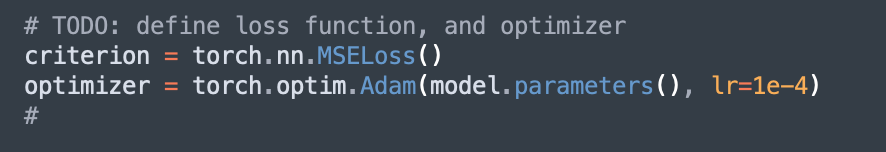 # TODO: define loss function, and optimizer
criterion = torch.nn.MSELoss()
optimizer = torch.optim.Adam(model.parameters(), lr=1e-4)
#